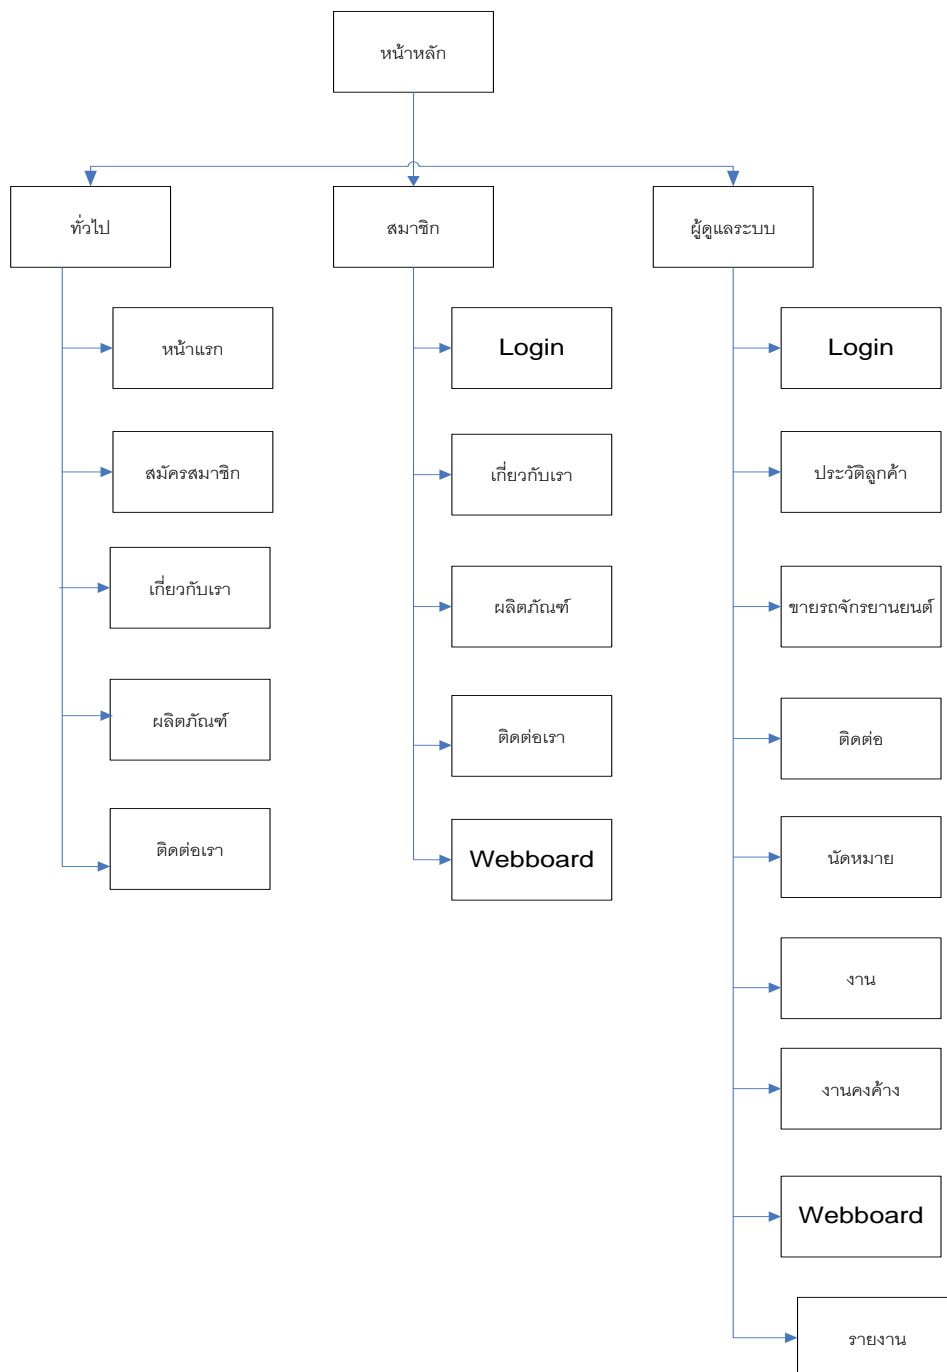 หน้าหลัก
ทั่วไป
สมาชิก
ผู้ดูแลระบบ
หน้าแรก
สมัครสมาชิก
เกี่ยวกับเรา
ผลิตภัณฑ์
ติดต่อเรา
Login
เกี่ยวกับเรา
ผลิตภัณฑ์
ติดต่อเรา
Webboard
Login
ประวัติลูกค้า
ขายรถจักรยานยนต์
ติดต่อ
นัดหมาย
งาน
งานคงค้าง
Webboard
รายงาน